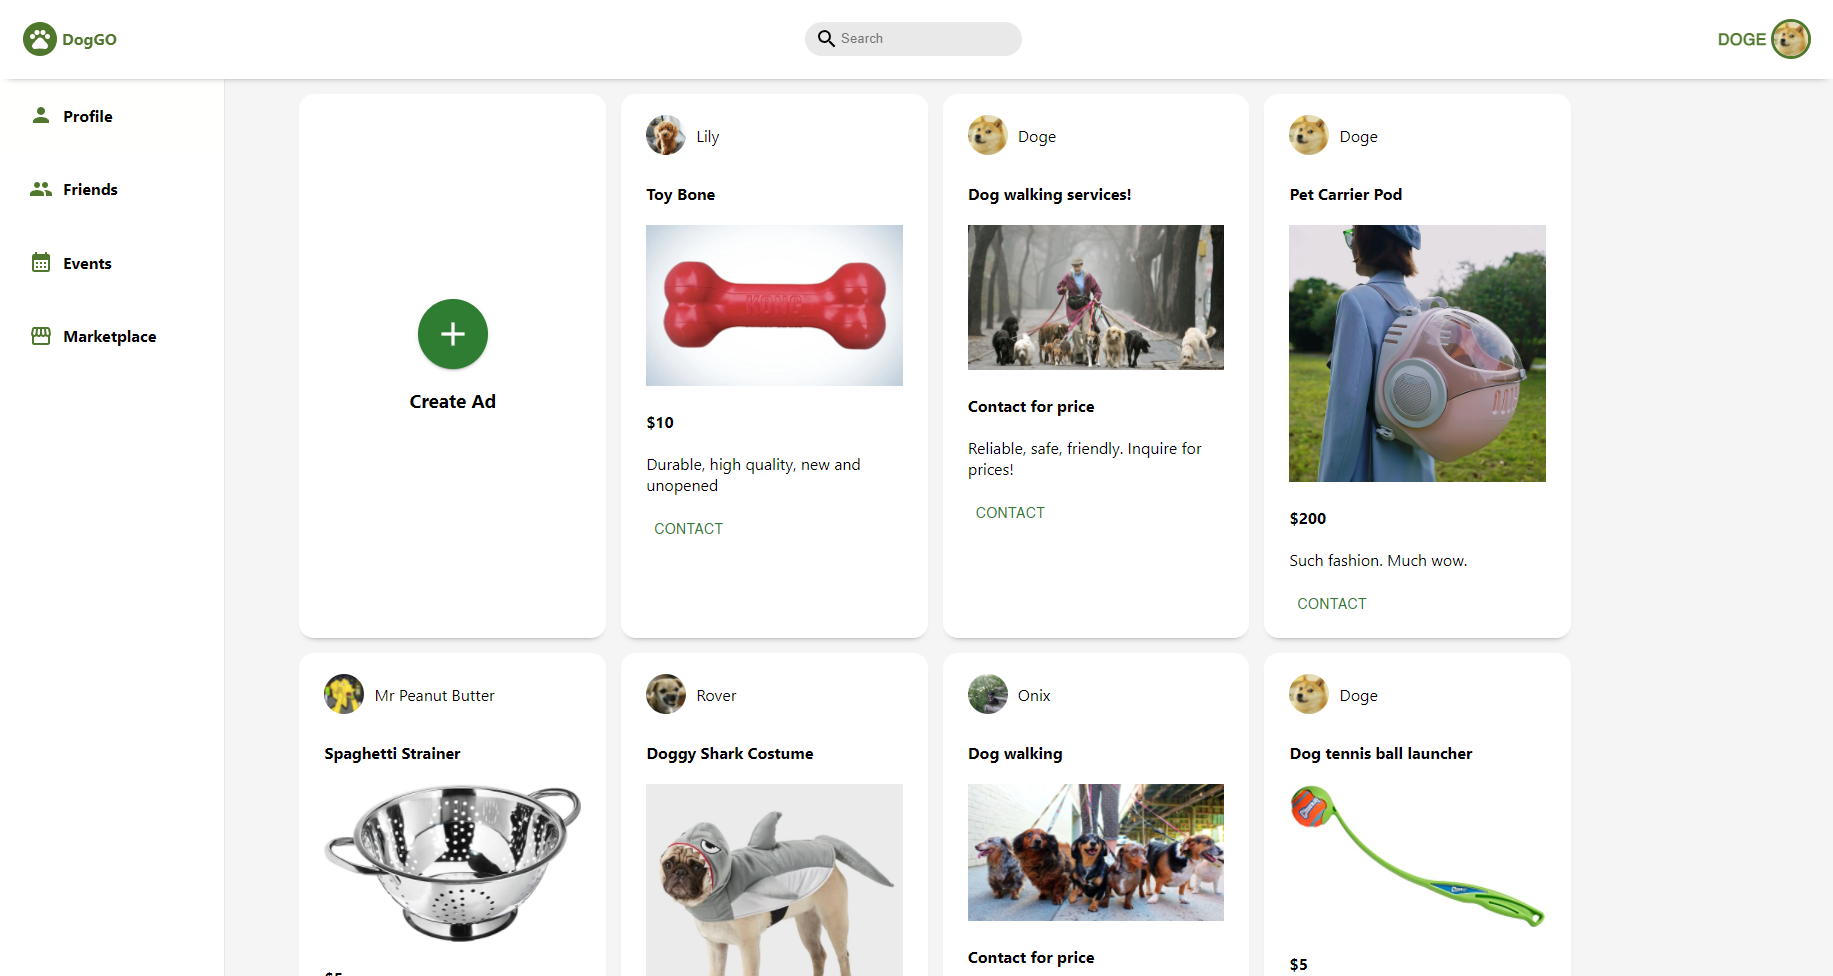 DogGO
Search
DOGE
Profile
Friends
Events
Marketplace
Create Ad
Lily
Toy Bone
KONG
$10
Durable, high quality, new and
unopened
CONTACT
Doge
Dog walking services!
Contact for price
Reliable, safe, friendly. Inquire for
prices!
CONTACT
Doge
Pet Carrier Pod
$200
Such fashion. Much wow.
CONTACT
Mr Peanut Butter
Spaghetti Strainer
$5
Rover
Doggy Shark Costume
Onix
Dog walking
Contact for price
Doge
Dog tennis ball launcher
$5